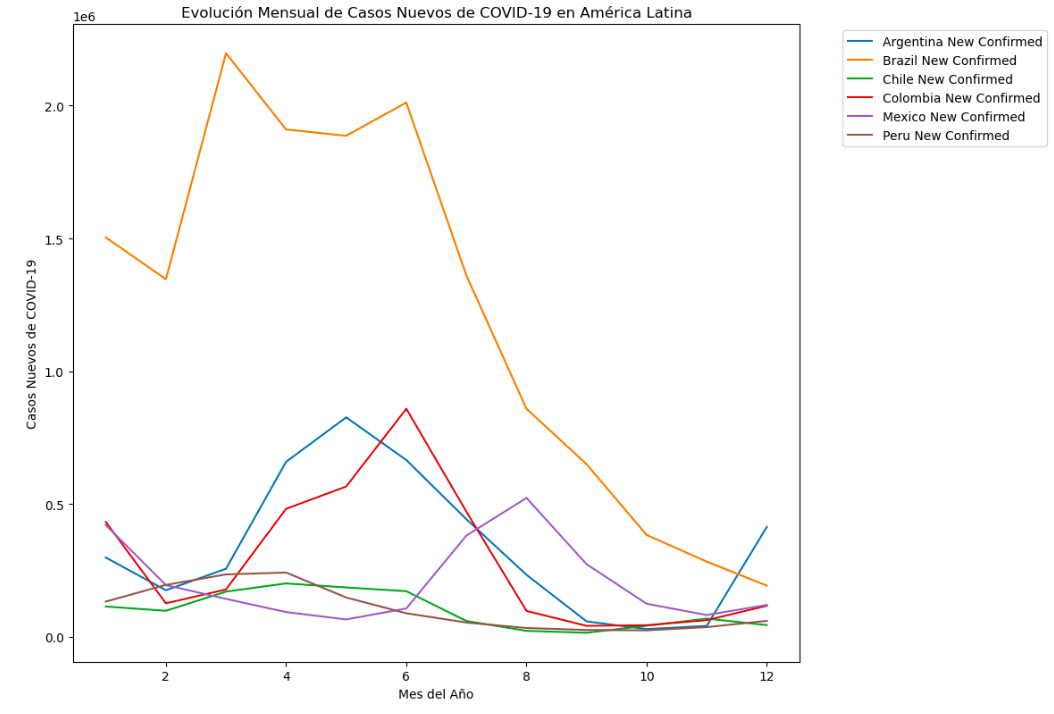 Evolución Mensual de Casos Nuevos de COVID-19 en América Latina
1e6
Argentina New Confirmed
Brazil New Confirmed
Chile New Confirmed
Colombia New Confirmed
Mexico New Confirmed
Peru New Confirmed
2.0
1.5
1.0
0.5
0.0
Casos Nuevos de COVID-19
2 4 6 8 10 12
Mes del Año